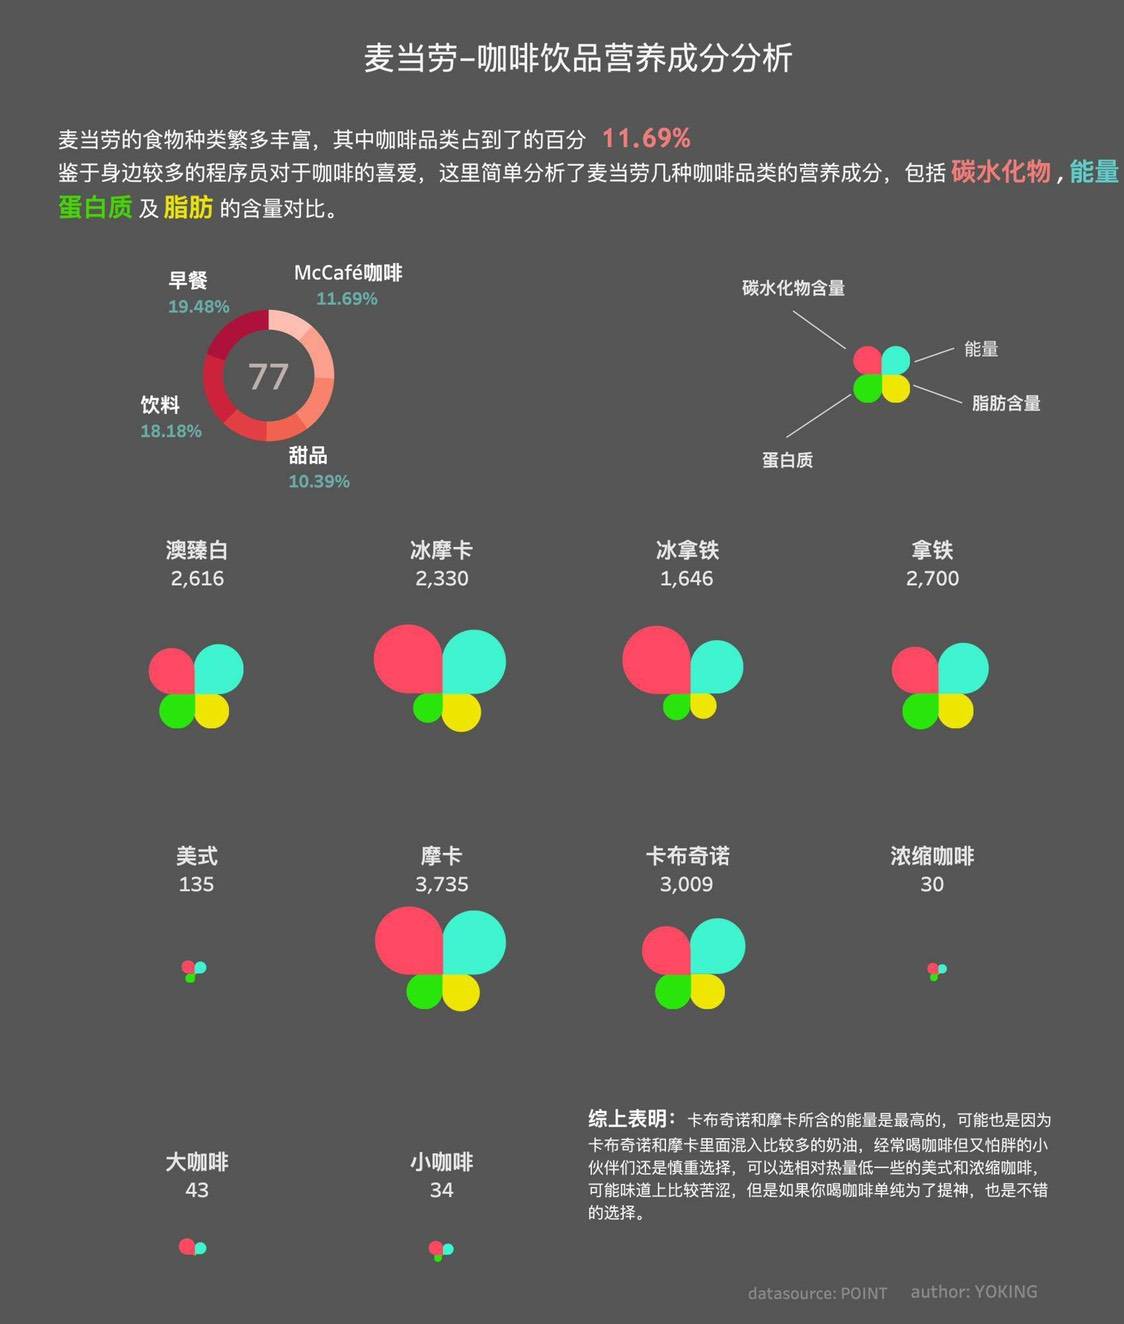 麦当劳-咖啡饮品营养成分分析
麦当劳的食物种类繁多丰富，其中咖啡品类占到了的百分 11.69%
鉴于身边较多的程序员对于咖啡的喜爱，这里简单分析了麦当劳几种咖啡品类的营养成分，包括 碳水化物 , 能量
蛋白质 及 脂肪 的含量对比。
早餐
19.48%
McCafé咖啡
11.69%
77
饮料
18.18%
甜品
10.39%
碳水化物含量
能量
脂肪含量
蛋白质
澳臻白
2,616
冰摩卡
2,330
冰拿铁
1,646
拿铁
2,700
美式
135
摩卡
3,735
卡布奇诺
3,009
浓缩咖啡
30
大咖啡
43
小咖啡
34
综上表明：卡布奇诺和摩卡所含的能量是最高的，可能也是因为
卡布奇诺和摩卡里面混入比较多的奶油，经常喝咖啡但又怕胖的小
伙伴们还是慎重选择，可以选相对热量低一些的美式和浓缩咖啡，
可能味道上比较苦涩，但是如果你喝咖啡单纯为了提神，也是不错
的选择。
datasource: POINT author: YOKING